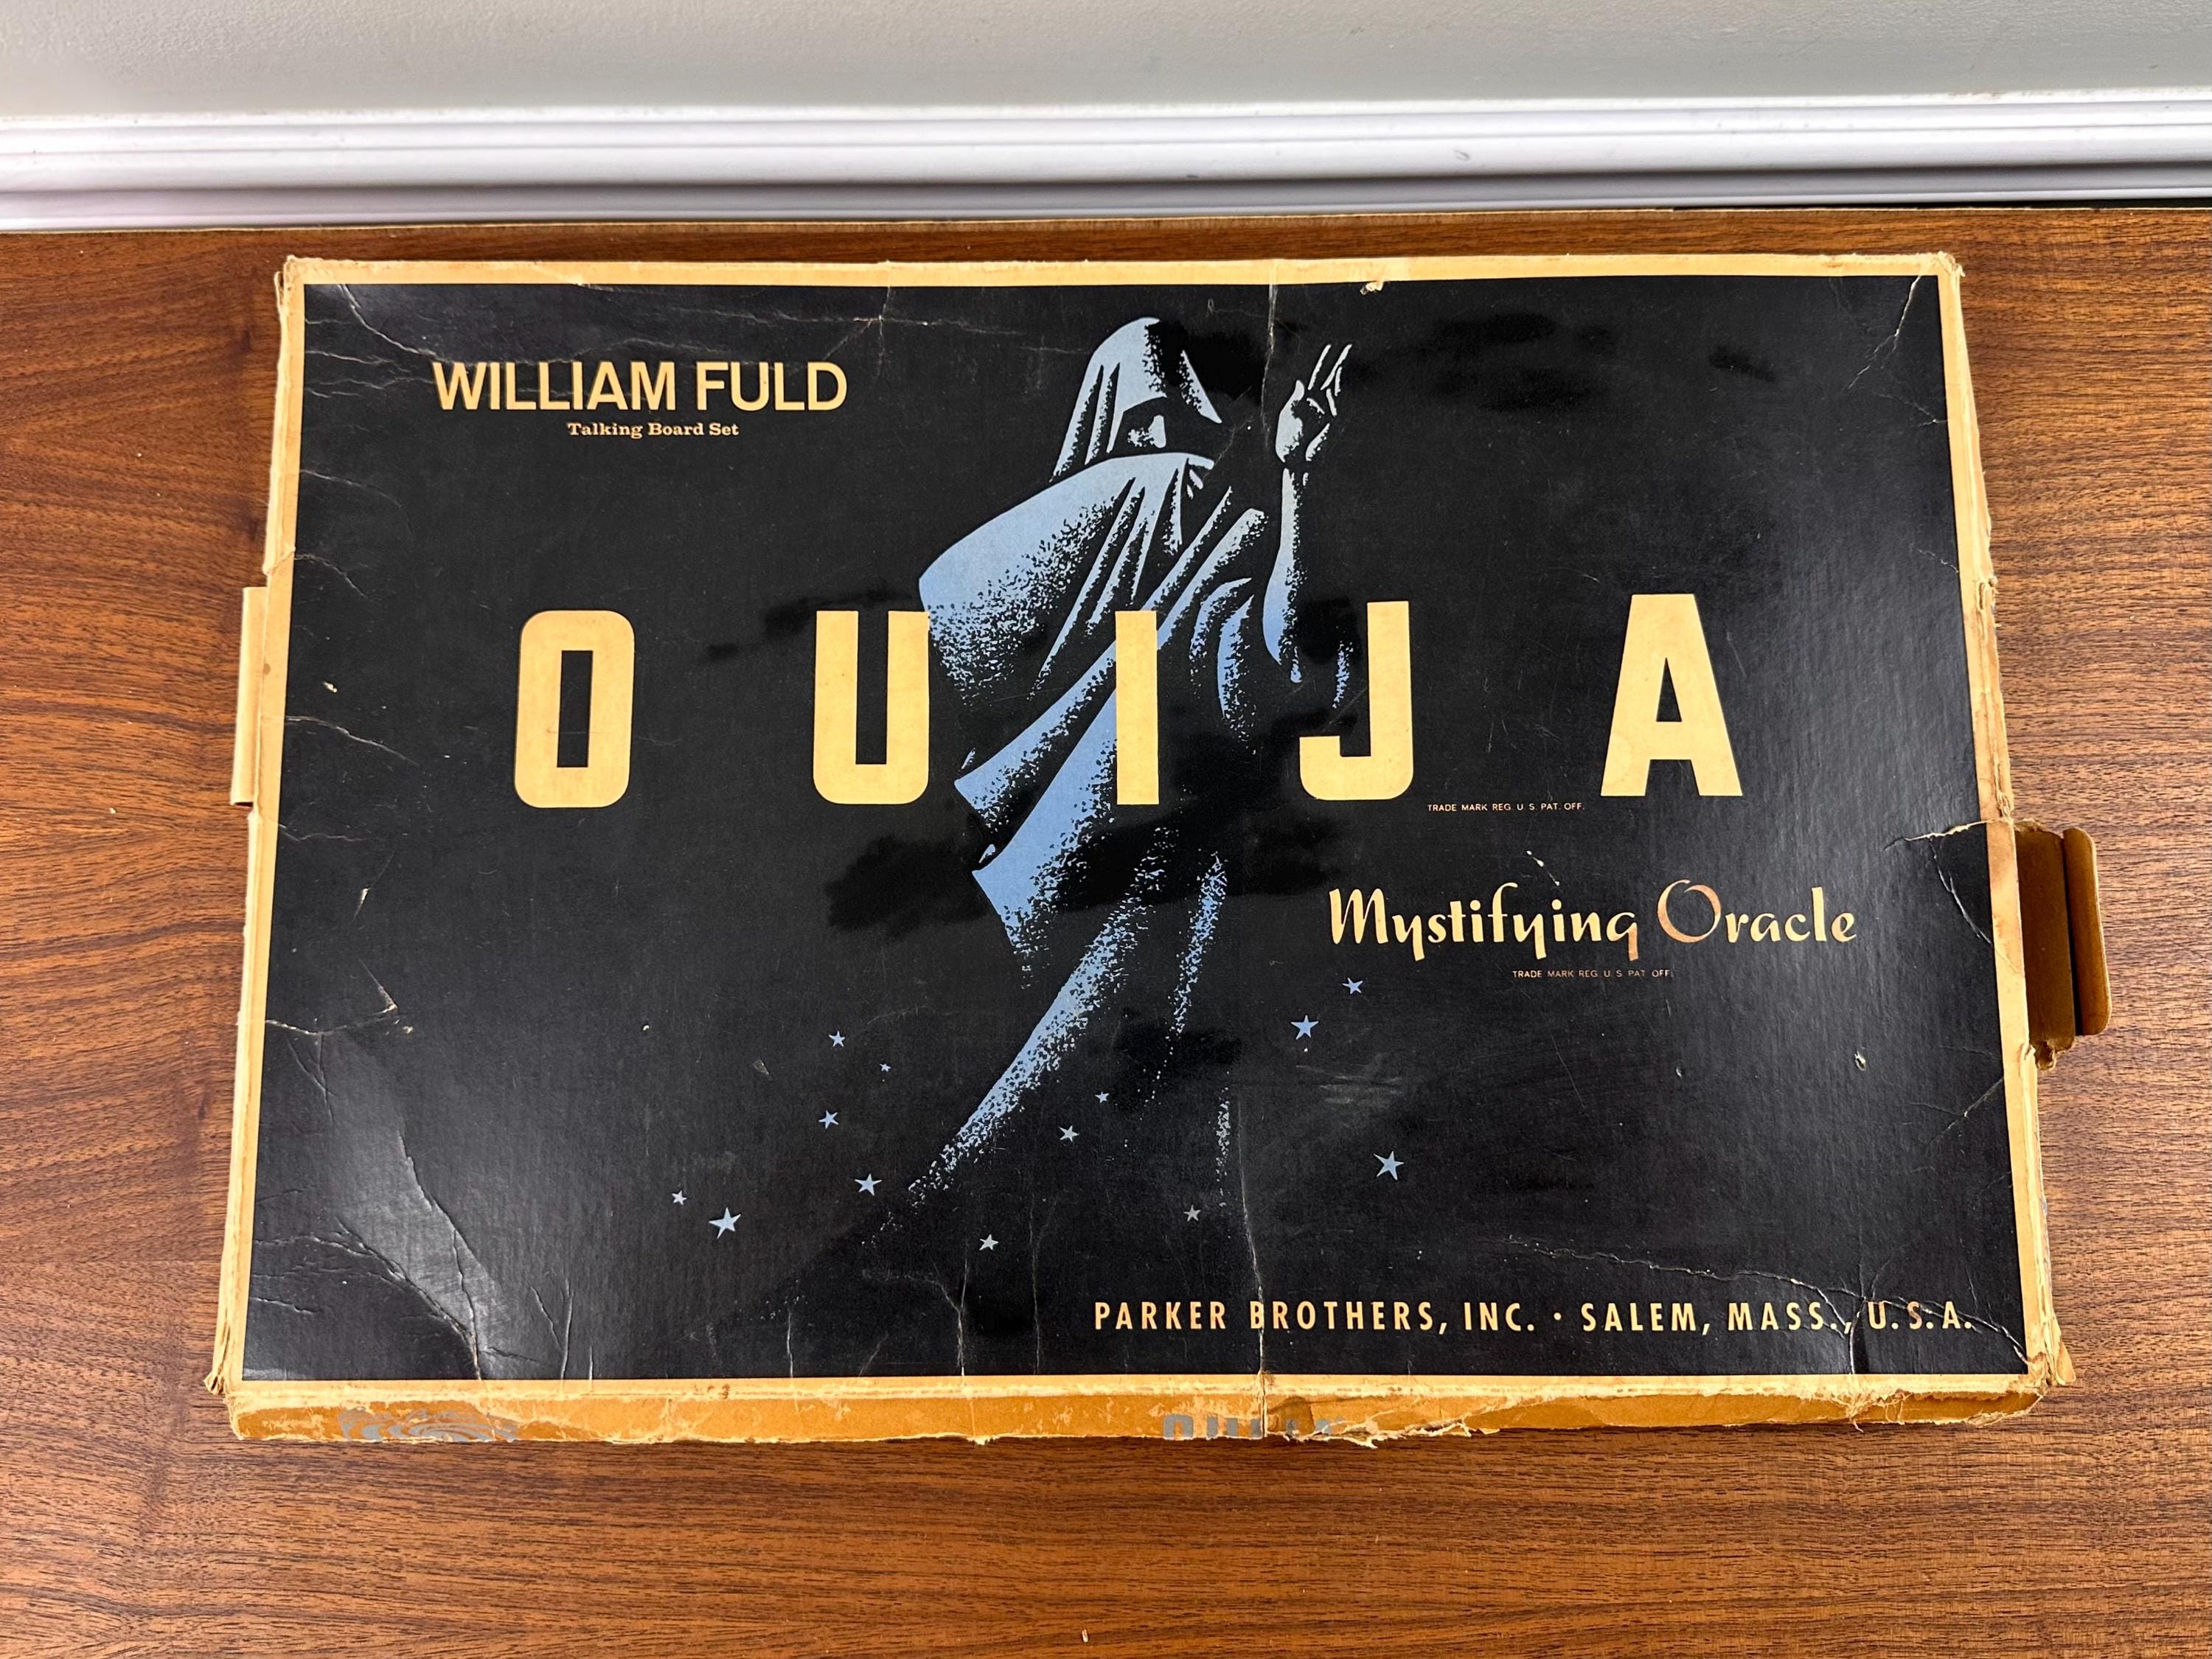 WILLIAM FULD
Talking Board Set
OUIJA
TRADE MARK REG. U.S. PAT. OFF.
Mystifying Oracle
TRADE MARK REG. U.S. PAT. OFF.
PARKER BROTHERS, INC. · SALEM, MASS., U.S.A.